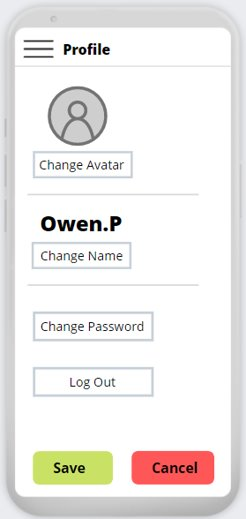 Profile
Change Avatar
Owen.P
Change Name
Change Password
Log Out
Save Cancel